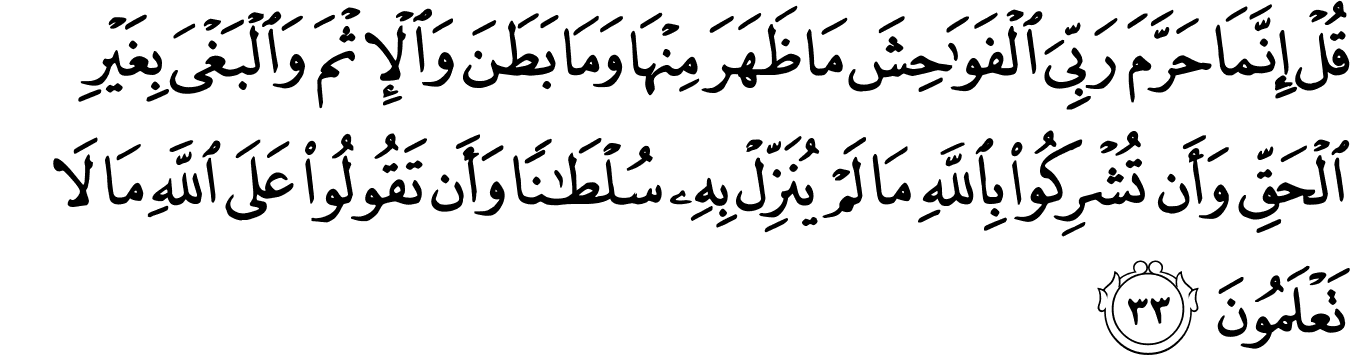 قُلْ إِنَّمَا حَرَّمَ رَبِّىَ ٱلْفَوَٰحِشَ مَا ظَهَرَ مِنْهَا وَمَا بَطَنَ وَٱلْإِثْمَ وَٱلْبَغْىَ بِغَيْرِ
ٱلْحَقِّ وَأَن تُشْرِكُوا۟ بِٱللَّهِ مَا لَمْ يُنَزِّلْ بِهِۦ سُلْطَـٰنًا وَأَن تَقُولُوا۟ عَلَى ٱللَّهِ مَا لَا
تَعْلَمُونَ ٣٣